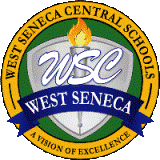 WEST SENECA CENTRAL SCHOOLS
WSC
WEST SENECA
A VISION OF EXCELLENCE